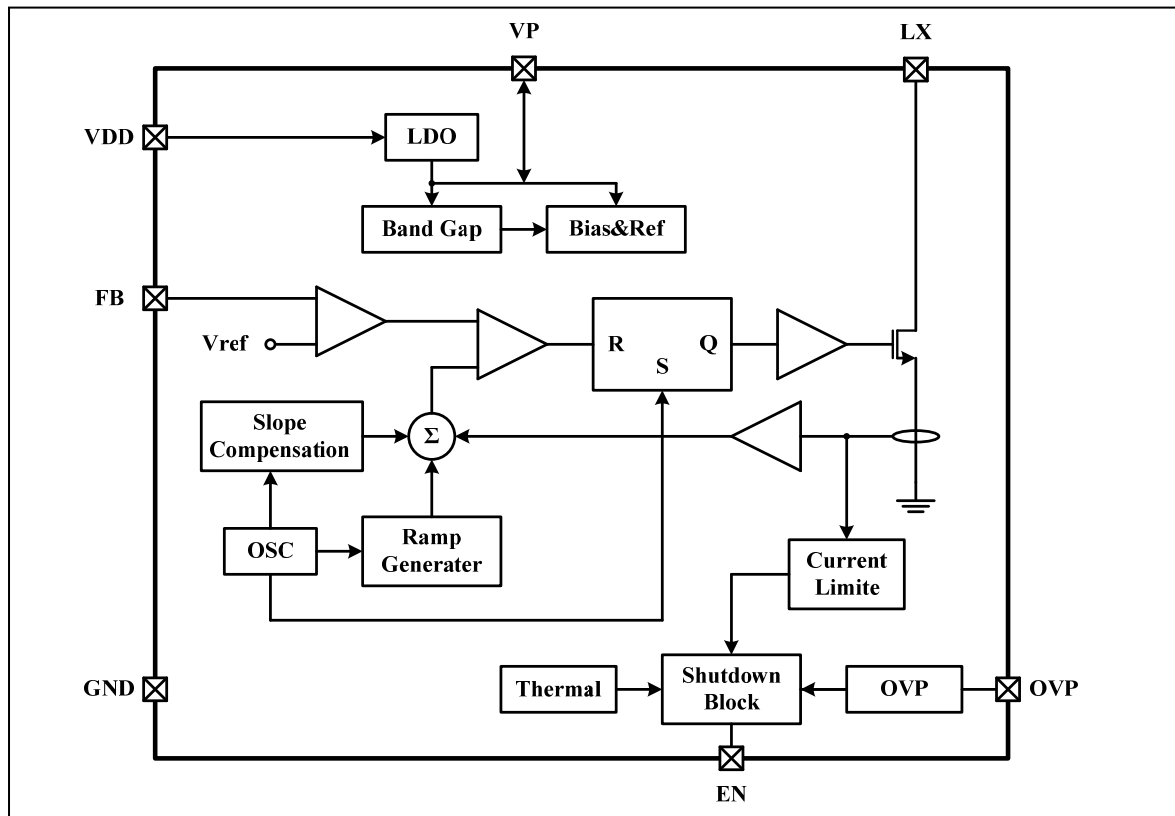 VP
LX
VDD
LDO
Band Gap
Bias&Ref
FB
Vref
R
Q
S
Slope
Compensation
Σ
OSC
Ramp
Generater
Current
Limite
GND
Thermal
Shutdown
Block
OVP
OVP
EN